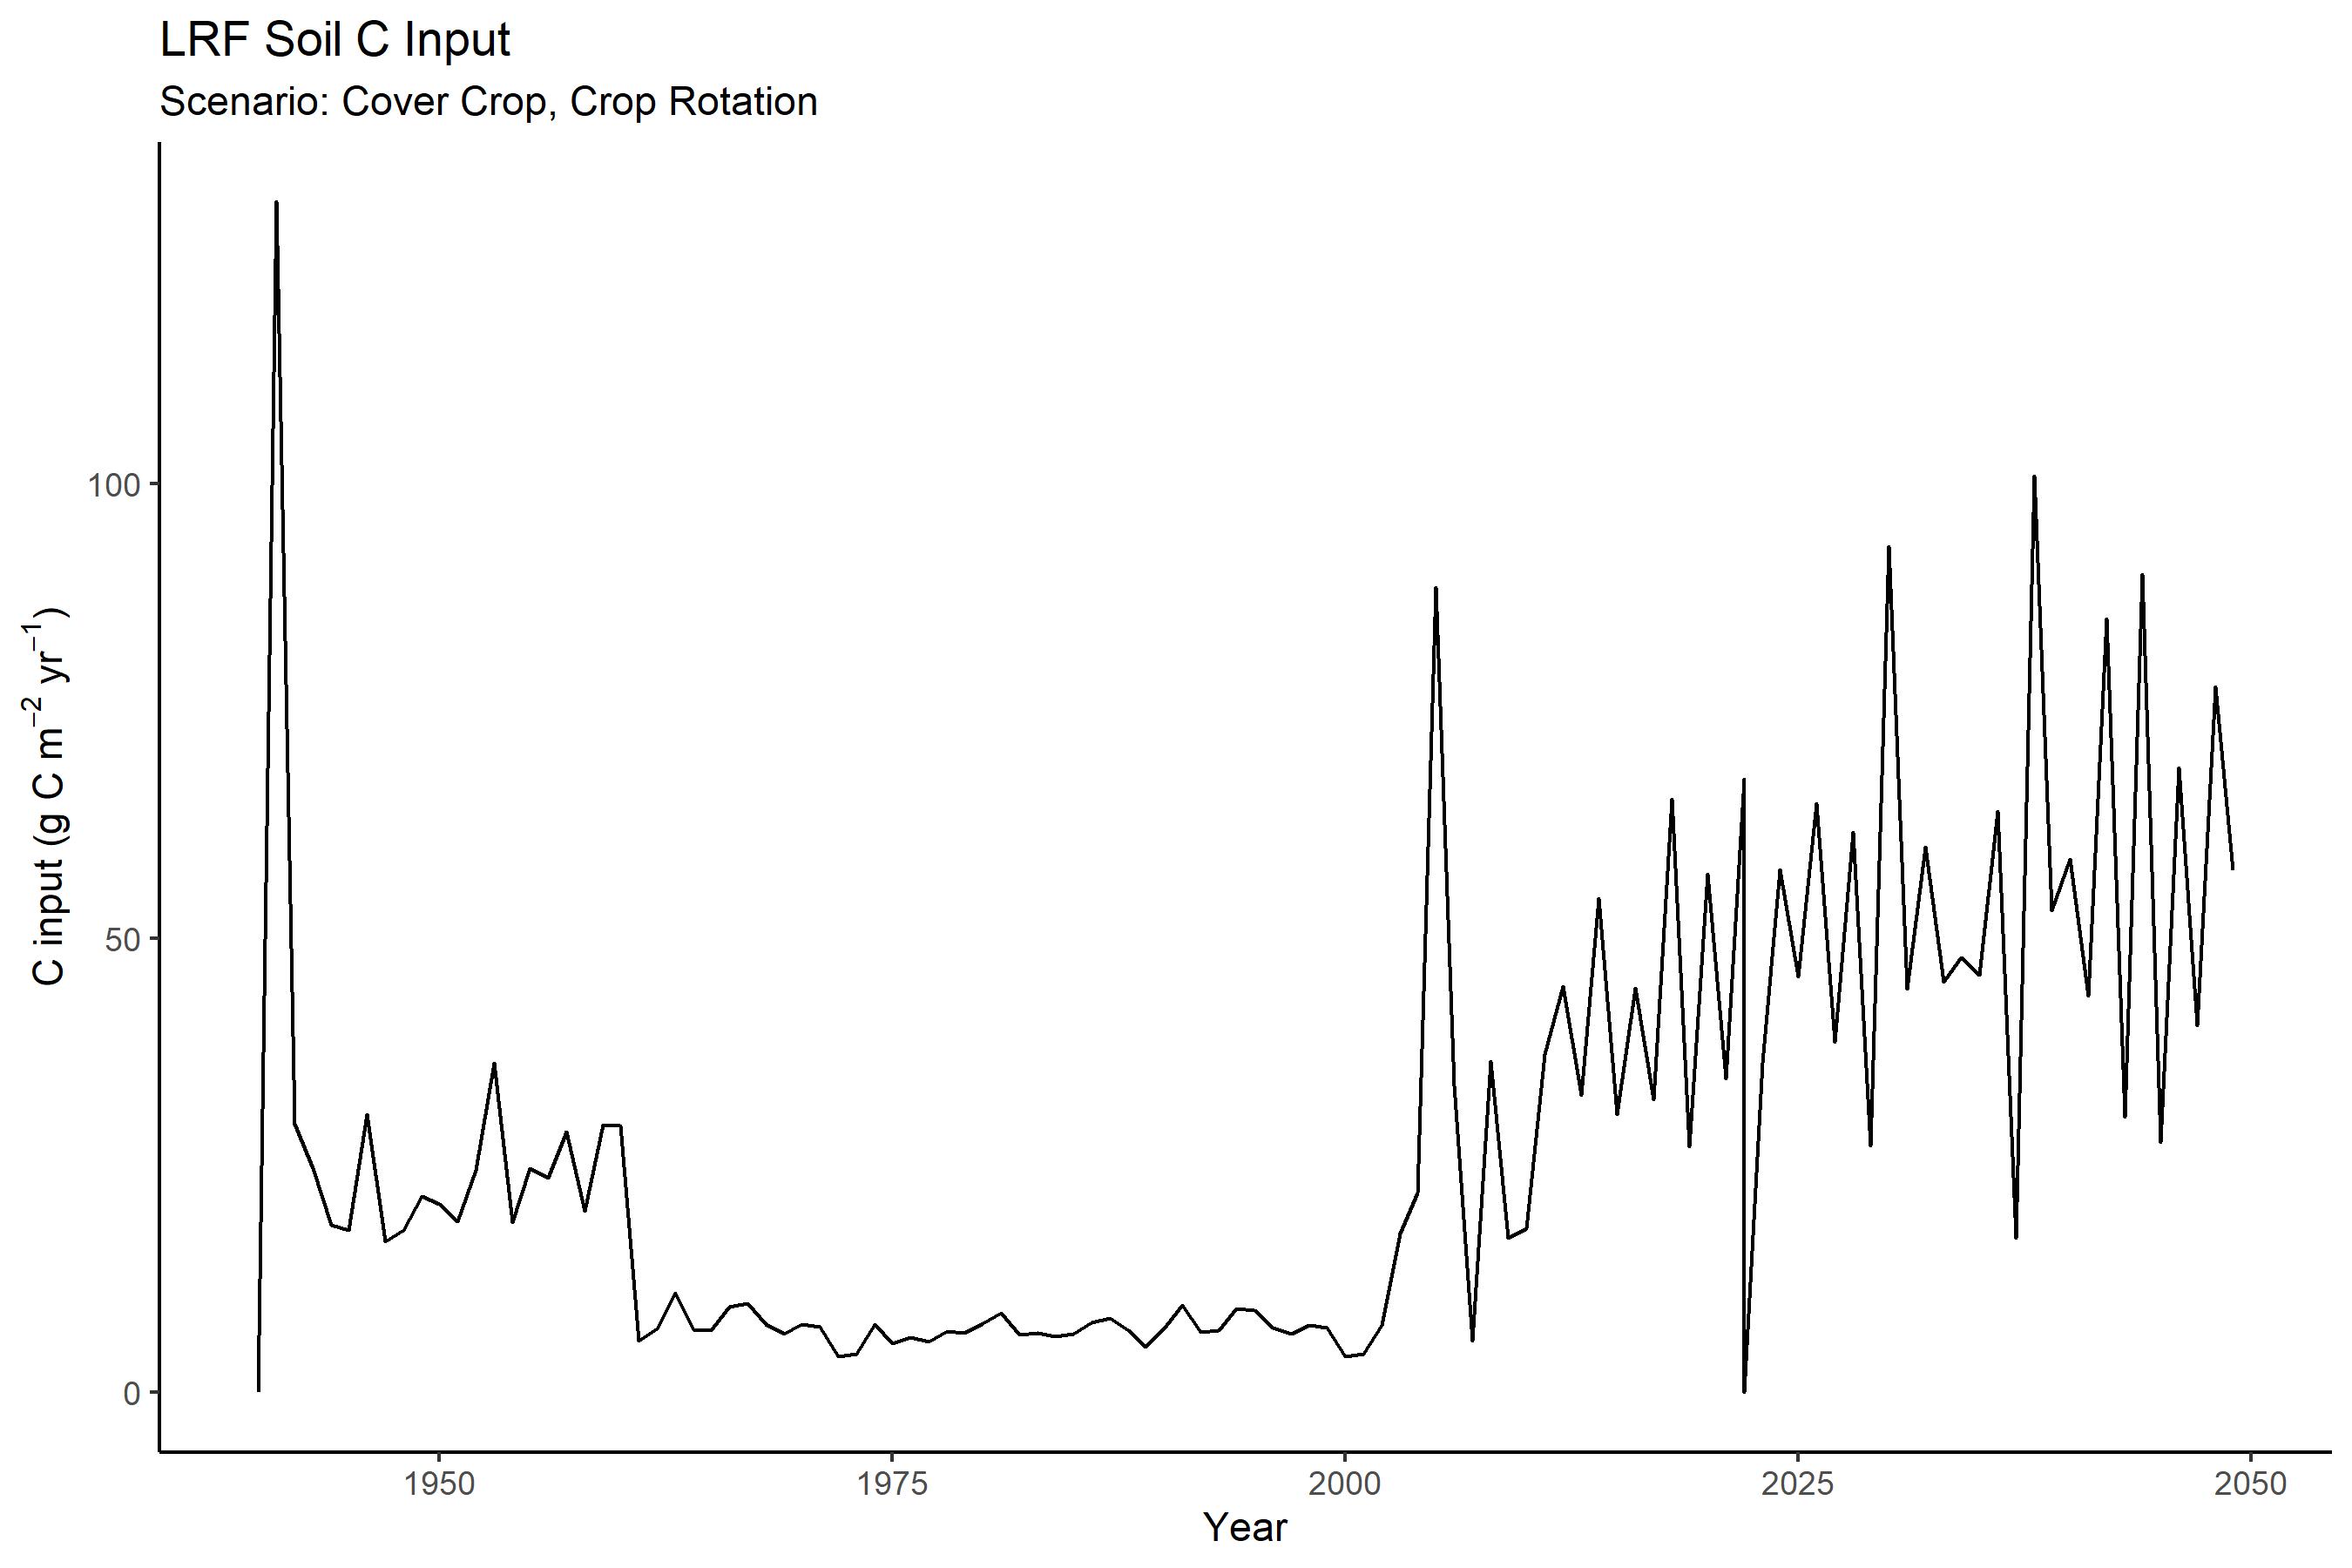 LRF Soil C Input
Scenario: Cover Crop, Crop Rotation
C input (g C m⁻² yr⁻¹)
100
50
0
1950 1975 2000 2025 2050
Year